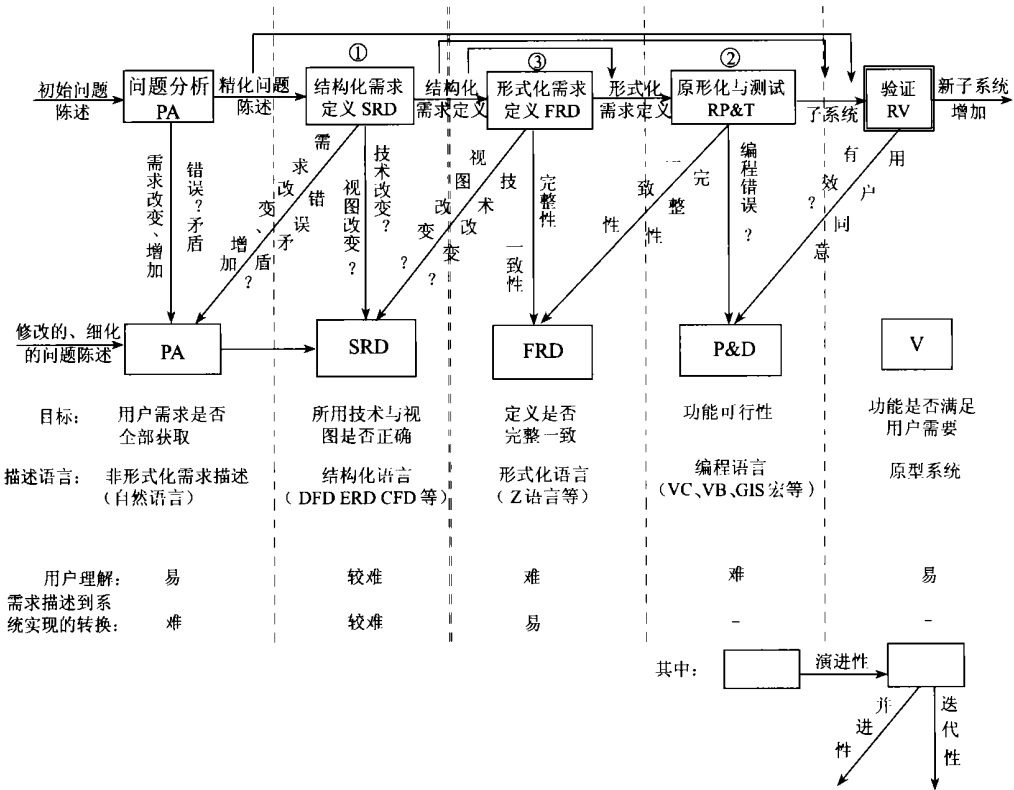 ①
③
②
初始问题
陈述
问题分析
PA
精化问题
陈述
结构化需求
定义 SRD
结构化
需求定义
形式化需求
定义 FRD
形式化
需求定义
原形化与测试
RP&T
子系统
验证
RV
新子系统
增加
需求改变、增加
错误？矛盾
需求改变、增加
错误矛盾？
技术改变？
视图改变？
视图改变？
技术改变？
完整性
一致性
完整性
一致性
编程错误？
有效？
用户同意
修改的、细化
的问题陈述
PA
SRD
FRD
P&D
V
目标：
用户需求是否
全部获取
所用技术与视
图是否正确
定义是否
完整一致
功能可行性
功能是否满足
用户需要
描述语言：
非形式化需求描述
（自然语言）
结构化语言
（DFD ERD CFD 等）
形式化语言
（Z语言等）
编程语言
（VC、VB、GIS 宏等）
原型系统
用户理解：
易
较难
难
难
易
需求描述到系
统实现的转换：
难
较难
易
–
–
其中：
演进性
并进性
迭代性